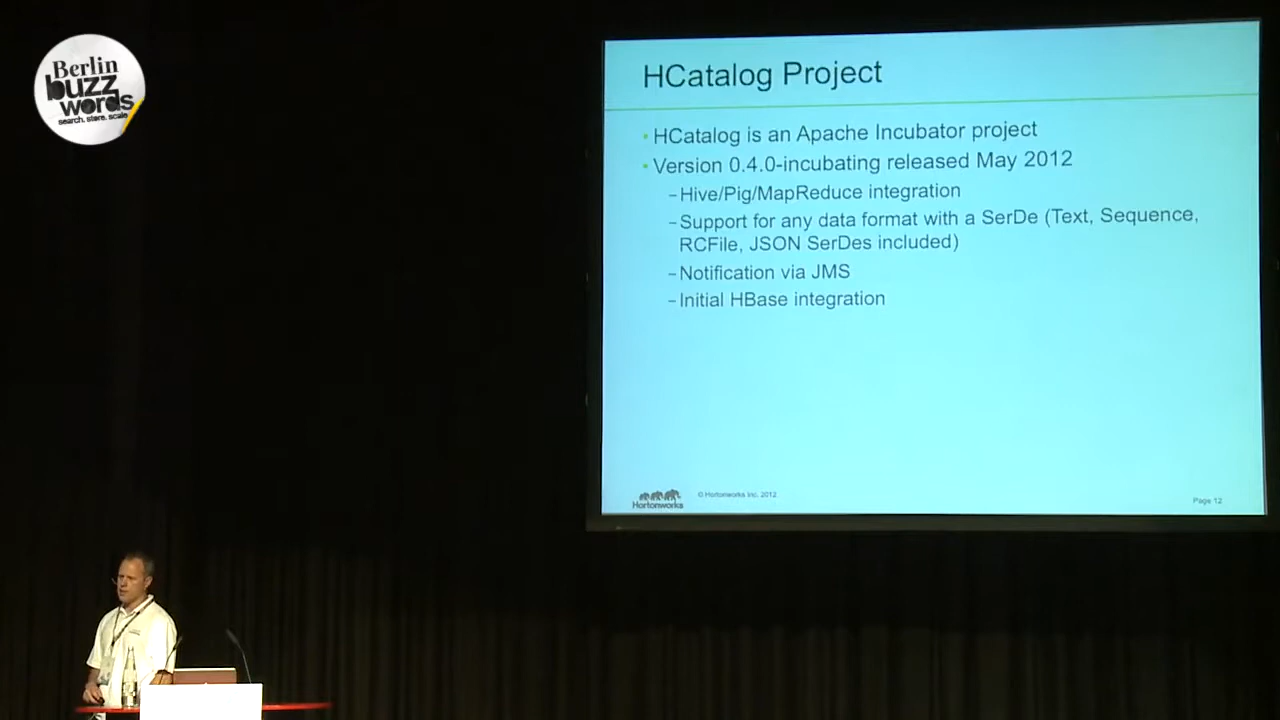 Berlin
buzz
words
search. store. scale
HCatalog Project
• HCatalog is an Apache Incubator project
• Version 0.4.0-incubating released May 2012
–Hive/Pig/MapReduce integration
–Support for any data format with a SerDe (Text, Sequence,
RCFile, JSON SerDes included)
–Notification via JMS
–Initial HBase integration
Hortonworks
© Hortonworks Inc. 2012
Page 12